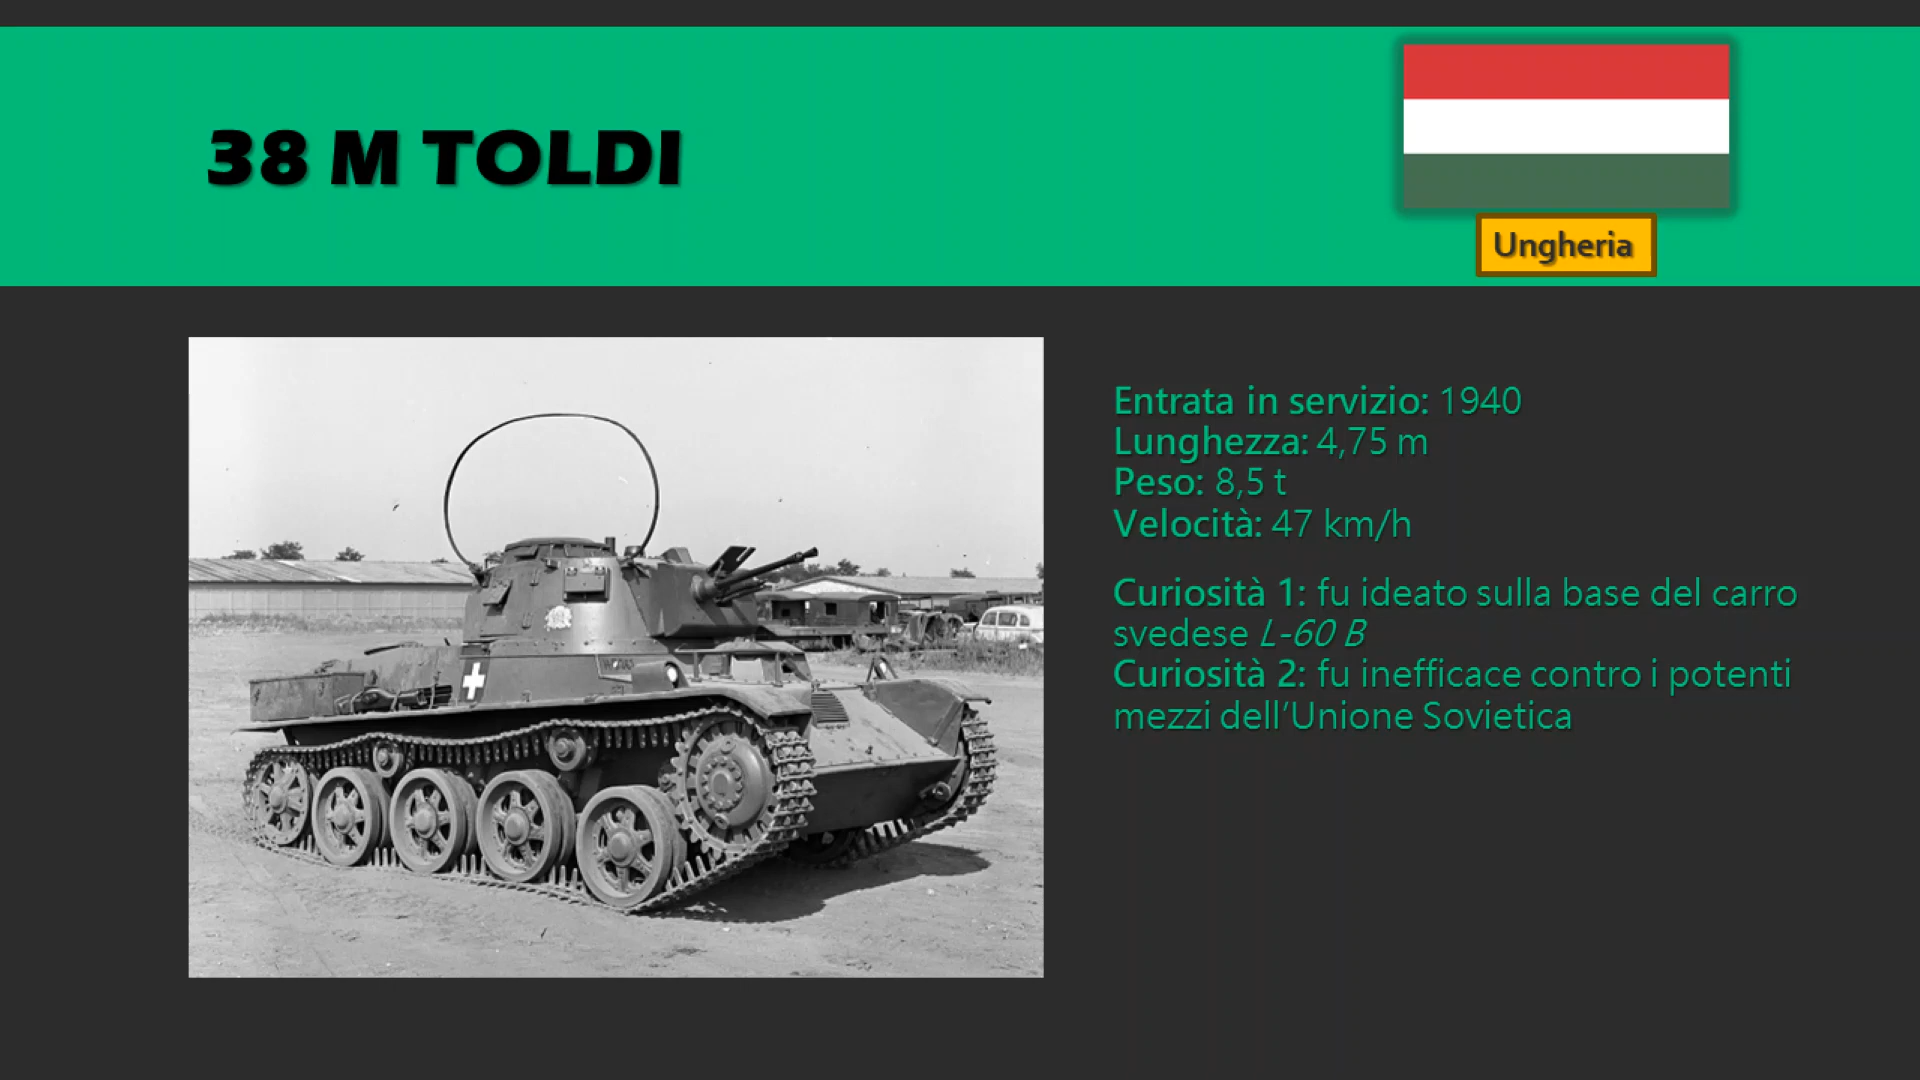 38 M TOLDI
Ungheria
Entrata in servizio: 1940
Lunghezza: 4,75 m
Peso: 8,5 t
Velocità: 47 km/h
Curiosità 1: fu ideato sulla base del carro
svedese L-60 B
Curiosità 2: fu inefficace contro i potenti
mezzi dell’Unione Sovietica